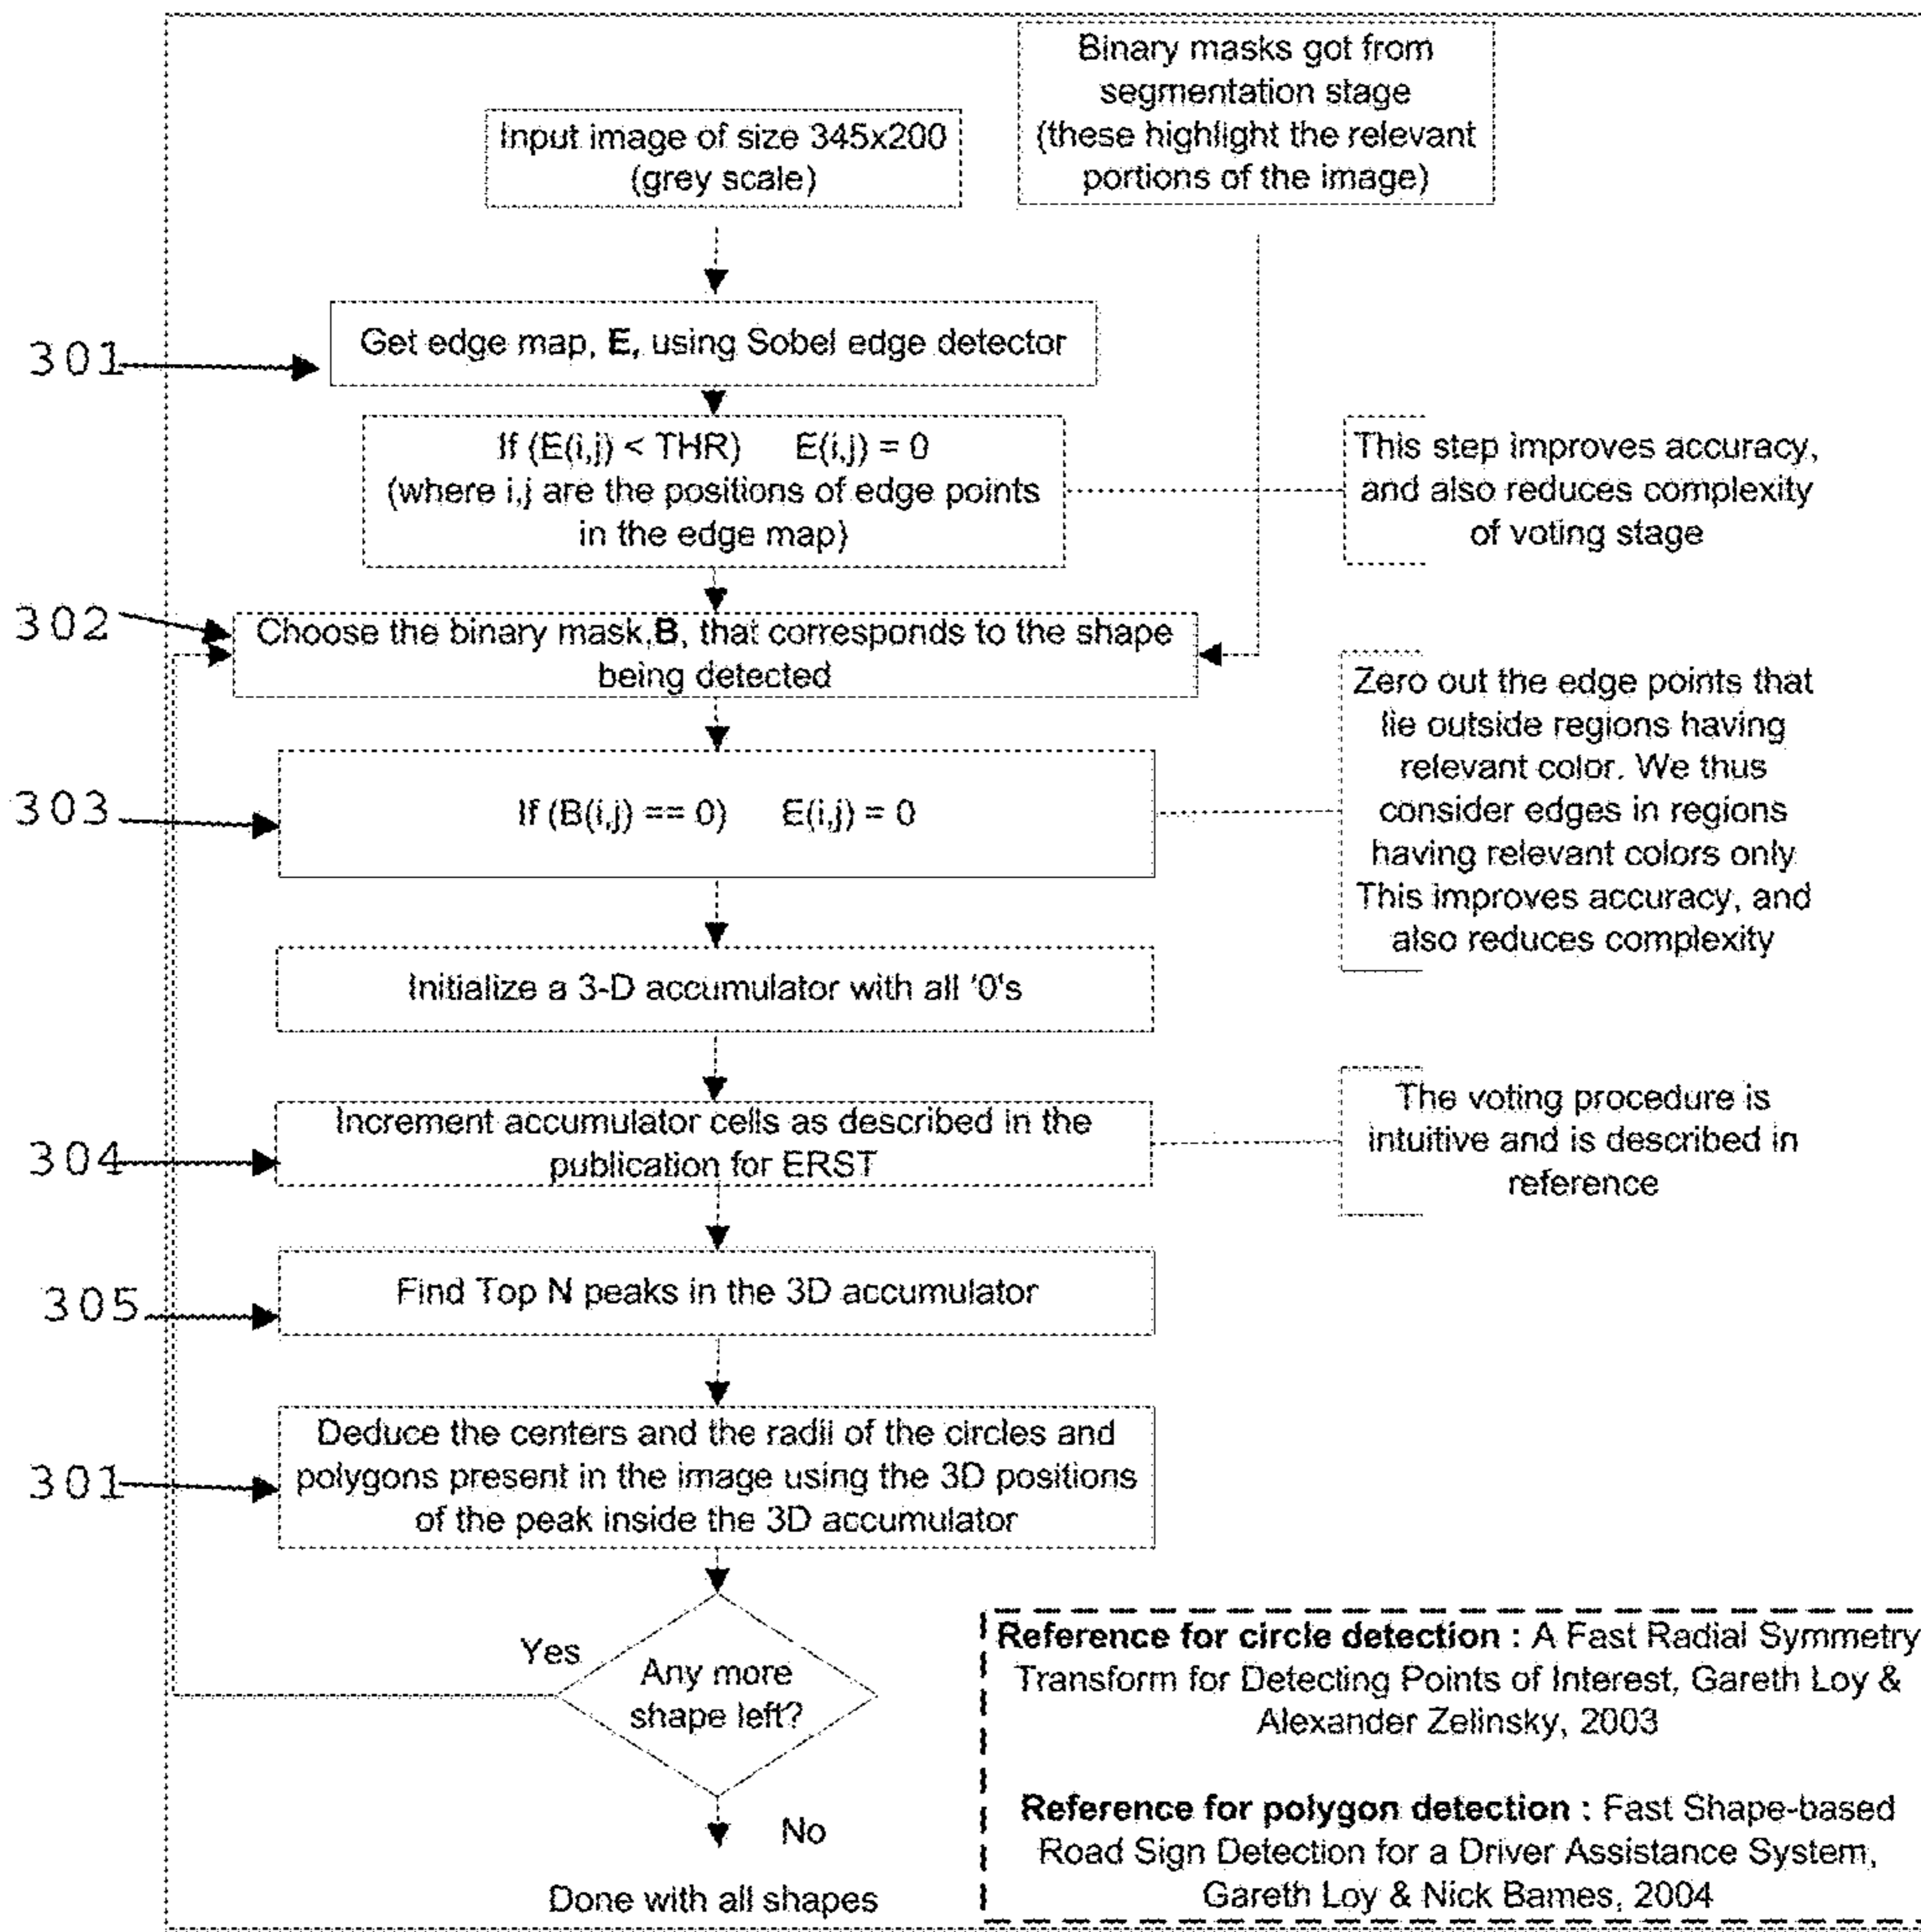 Binary masks got from
segmentation stage
(these highlight the relevant
portions of the image)
Input image of size 345x200
(grey scale)
301
Get edge map, E, using Sobel edge detector
If (E(i,j) < THR) E(i,j) = 0
(where i,j are the positions of edge points
in the edge map)
This step improves accuracy,
and also reduces complexity
of voting stage
302
Choose the binary mask,B, that corresponds to the shape
being detected
303
If (B(i,j) == 0) E(i,j) = 0
Zero out the edge points that
lie outside regions having
relevant color. We thus
consider edges in regions
having relevant colors only
This improves accuracy, and
also reduces complexity
Initialize a 3-D accumulator with all '0's
304
Increment accumulator cells as described in the
publication for ERST
The voting procedure is
intuitive and is described in
reference
305
Find Top N peaks in the 3D accumulator
301
Deduce the centers and the radii of the circles and
polygons present in the image using the 3D positions
of the peak inside the 3D accumulator
Yes
Any more
shape left?
No
Done with all shapes
Reference for circle detection : A Fast Radial Symmetry
Transform for Detecting Points of Interest, Gareth Loy &
Alexander Zelinsky, 2003
Reference for polygon detection : Fast Shape-based
Road Sign Detection for a Driver Assistance System,
Gareth Loy & Nick Barnes, 2004